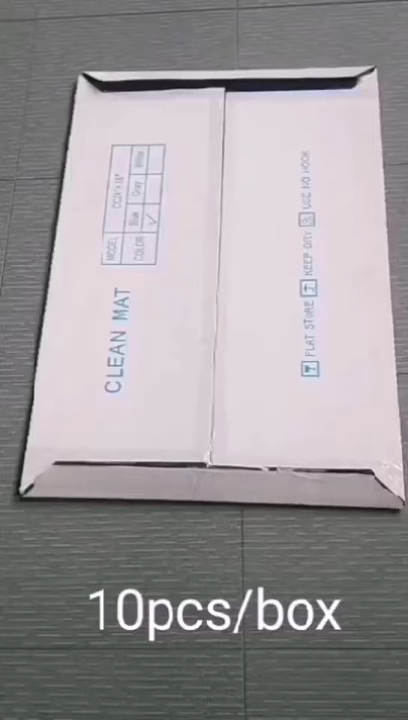 CLEAN MAT
MODEL
COLOR Blue Gray White
✓
FLAT STORE KEEP DRY USE NO HOOK
10pcs/box